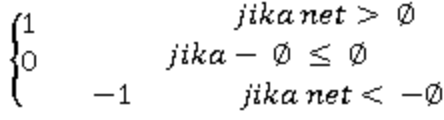 1 jika net > ∅
0 jika − ∅ ≤ ∅
−1 jika net < −∅